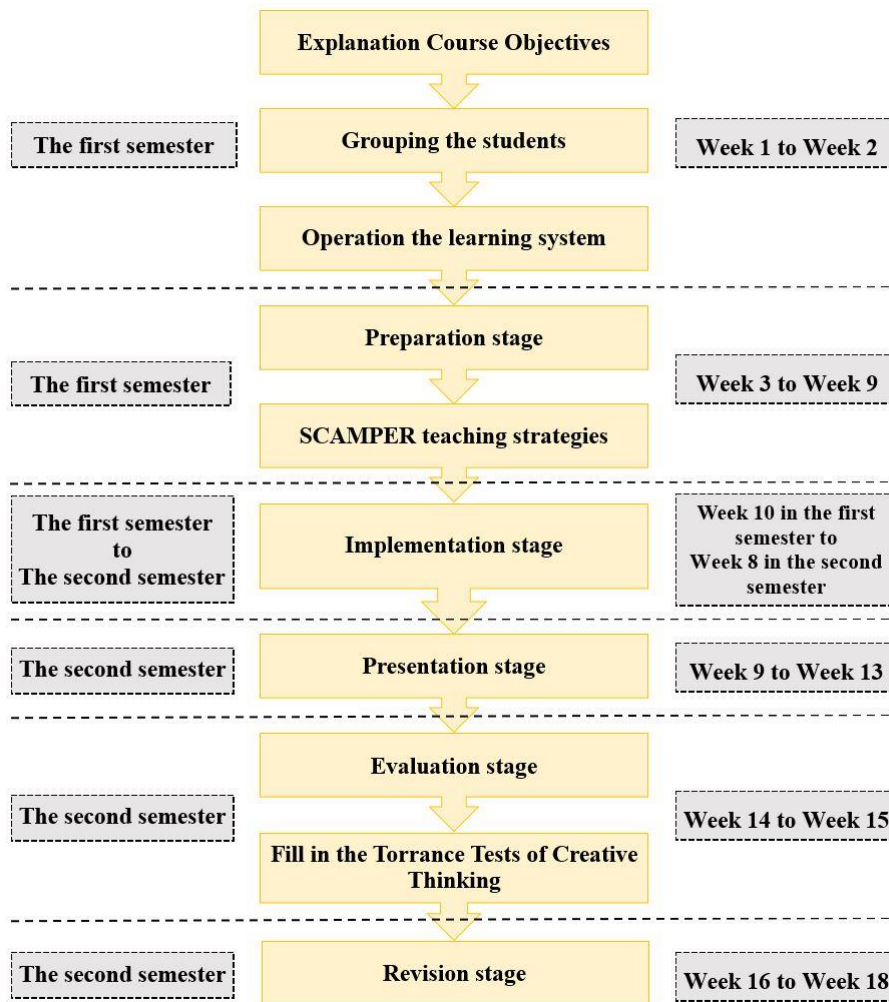 Explanation Course Objectives
The first semester
Grouping the students
Week 1 to Week 2
Operation the learning system
Preparation stage
The first semester
Week 3 to Week 9
SCAMPER teaching strategies
The first semester
to
The second semester
Implementation stage
Week 10 in the first
semester to
Week 8 in the second
semester
The second semester
Presentation stage
Week 9 to Week 13
Evaluation stage
The second semester
Week 14 to Week 15
Fill in the Torrance Tests of Creative
Thinking
The second semester
Revision stage
Week 16 to Week 18